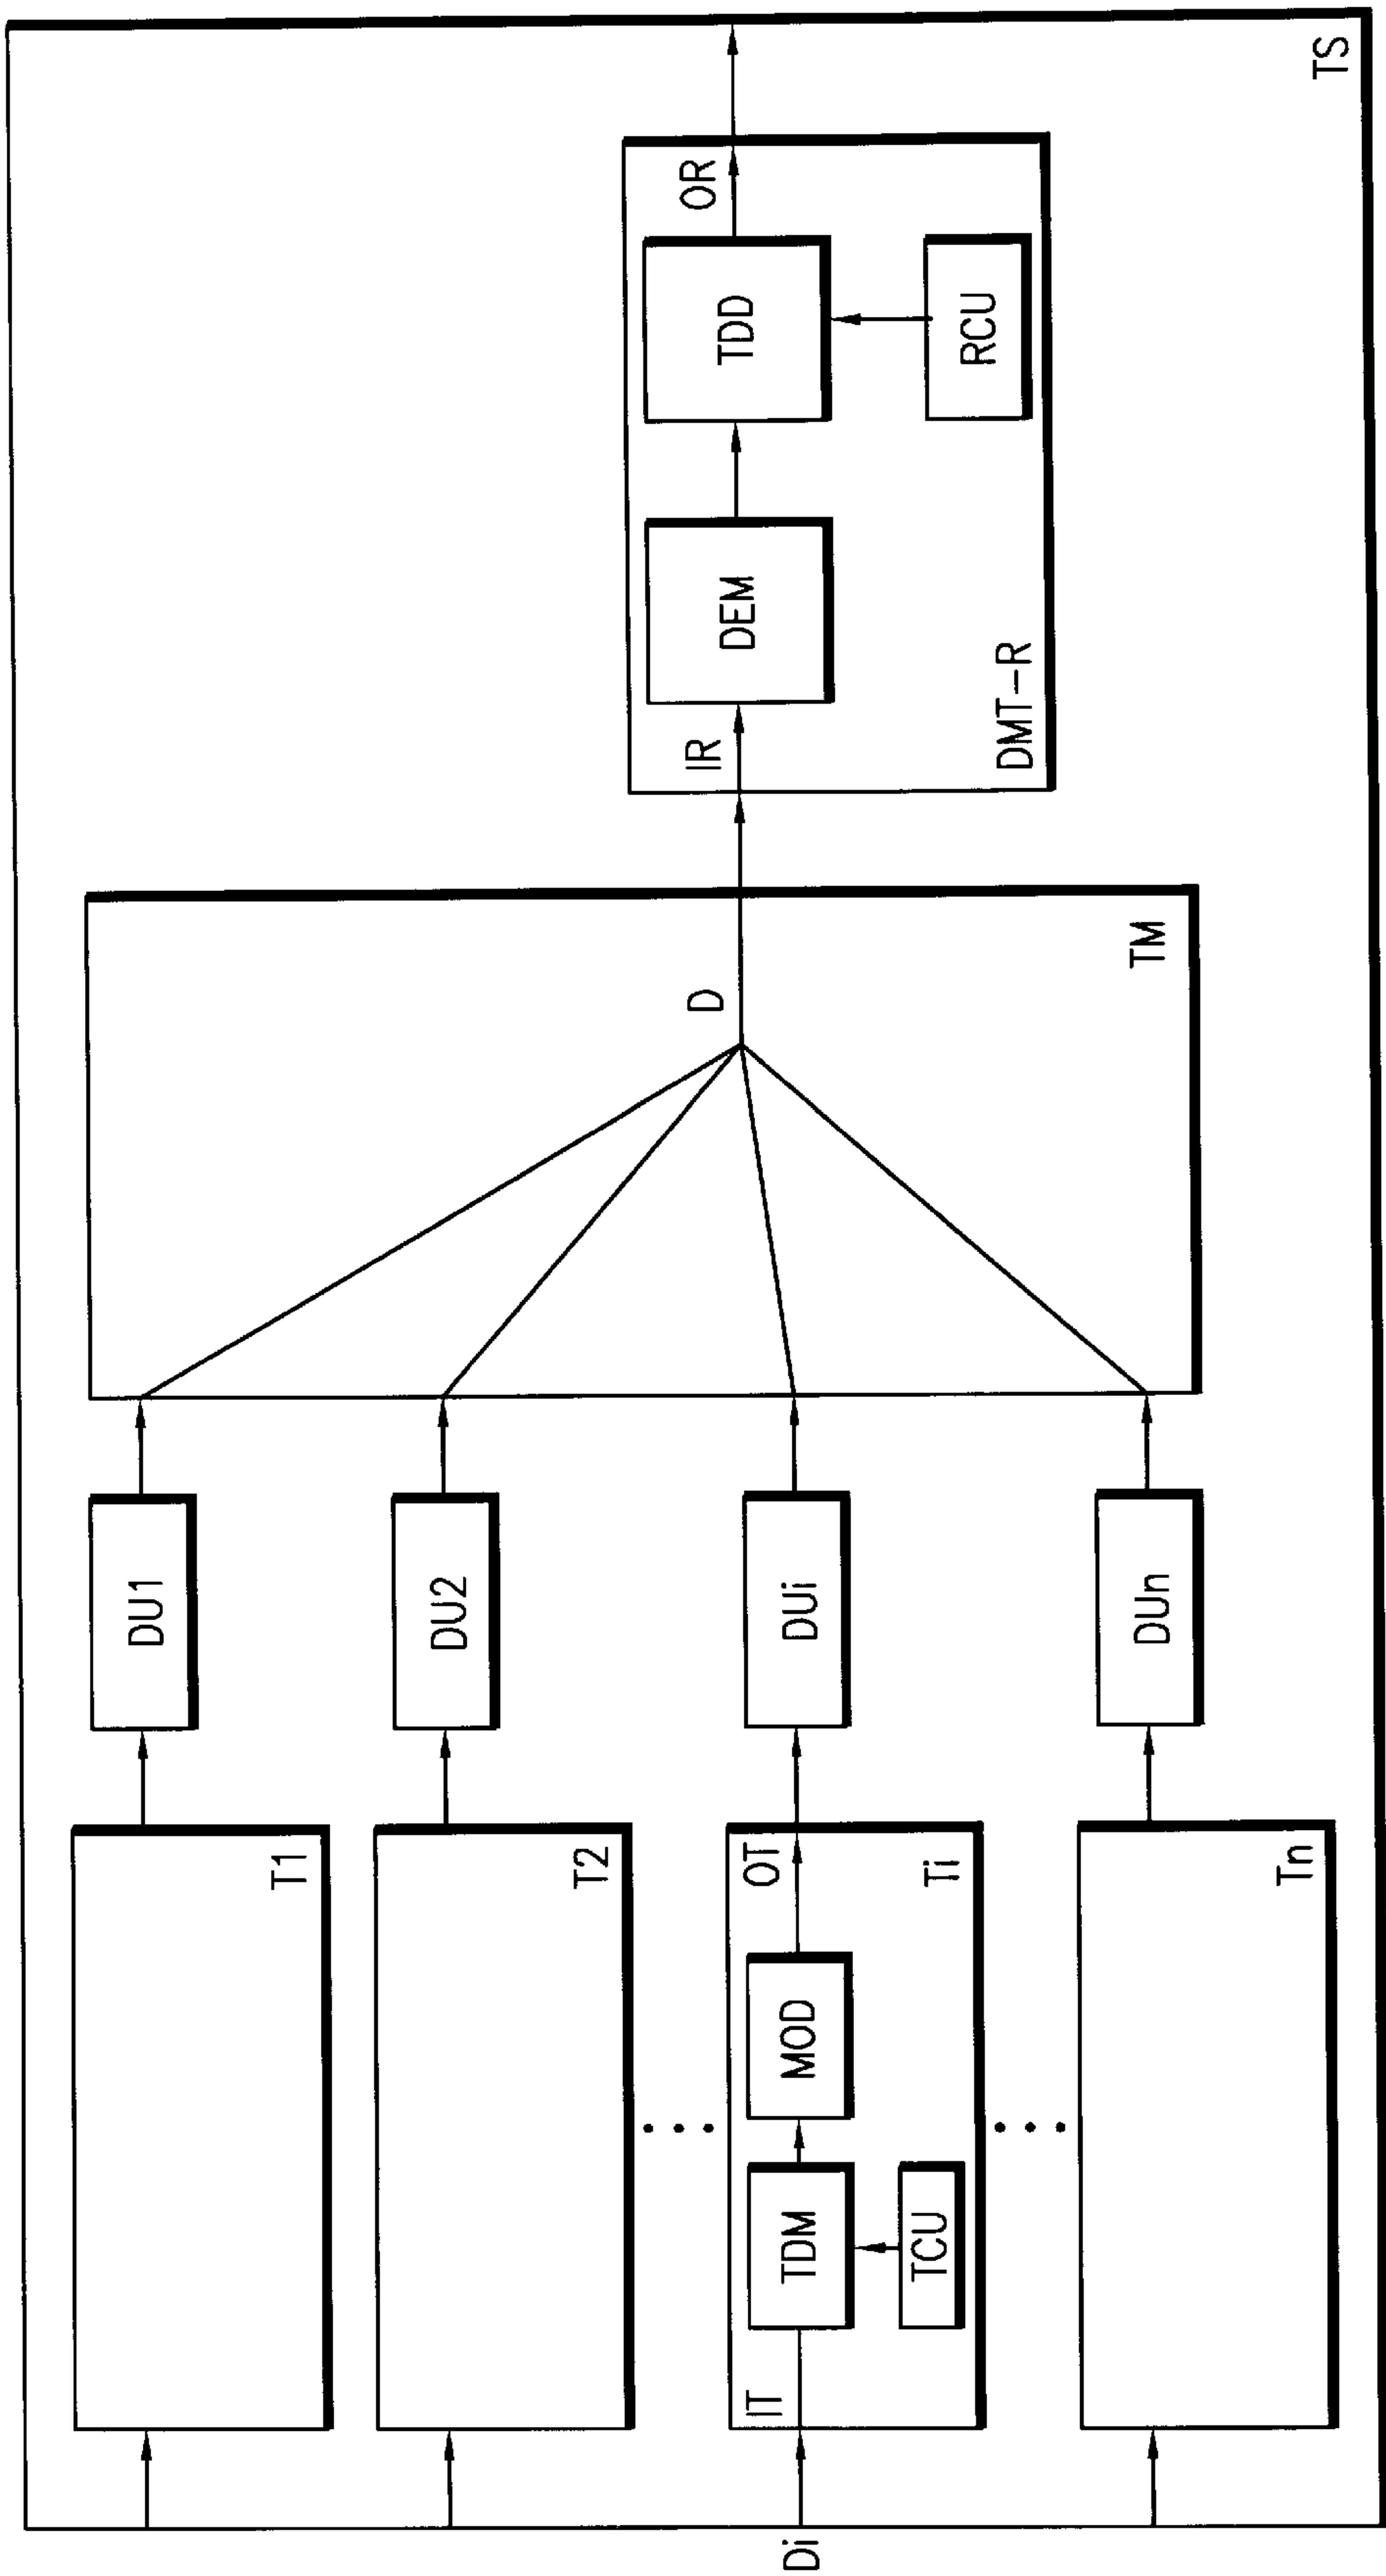 T1
DU1
T2
DU2
Di
IT
TDM
TCU
MOD
OT
Ti
DUi
Tn
DUn
D
TM
IR
DEM
TDD
OR
RCU
DMT-R
TS